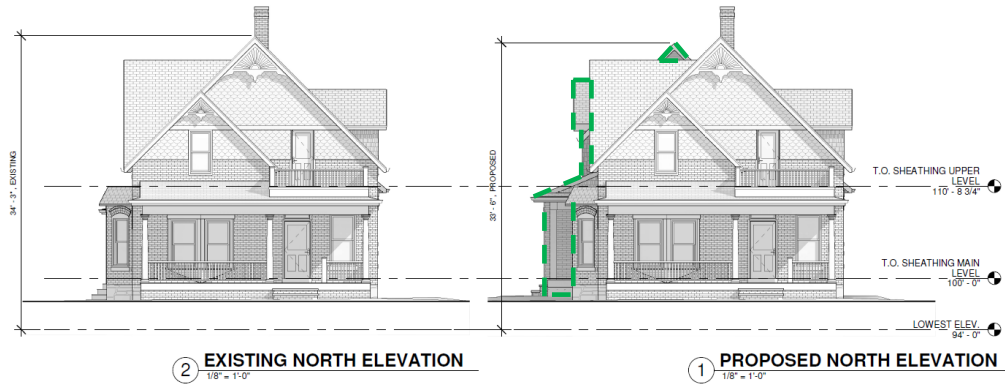 34' - 3", EXISTING
33' - 6", PROPOSED
T.O. SHEATHING UPPER
LEVEL
110' - 8 3/4"
T.O. SHEATHING MAIN
LEVEL
100' - 0"
LOWEST ELEV.
94' - 0"
2 EXISTING NORTH ELEVATION
1/8" = 1'-0"
1 PROPOSED NORTH ELEVATION
1/8" = 1'-0"